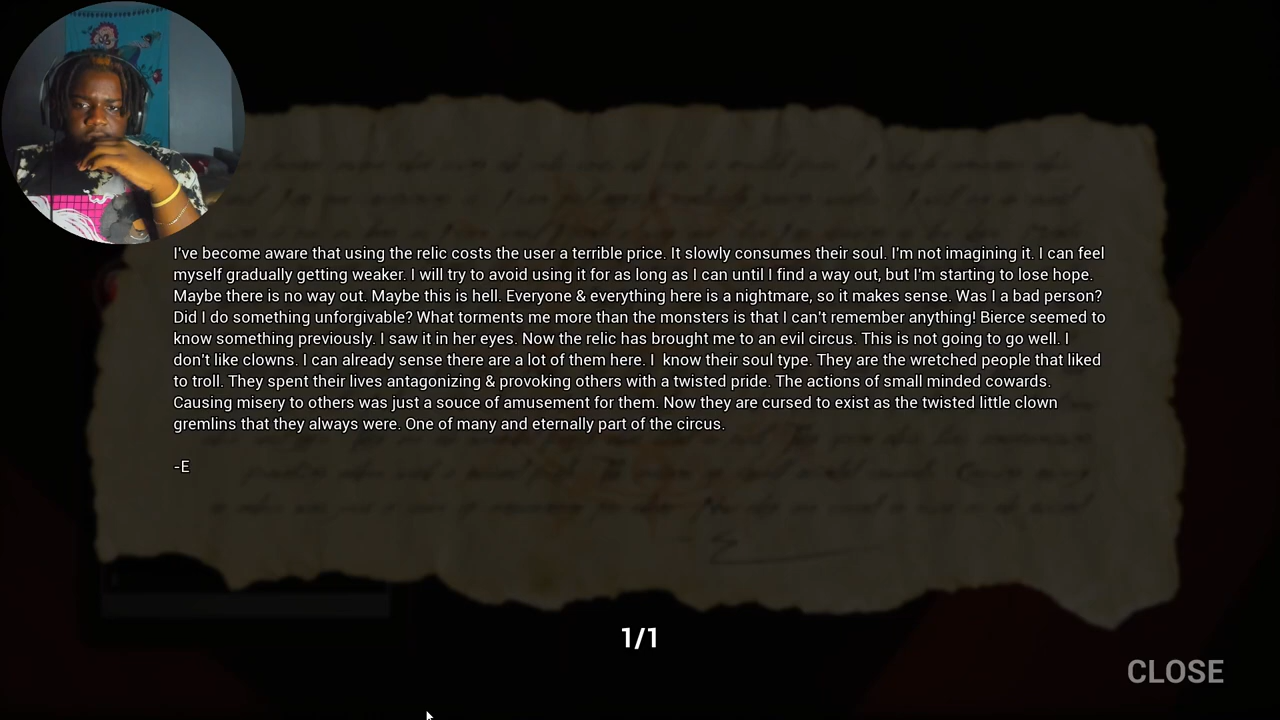 I've become aware that using the relic costs the user a terrible price. It slowly consumes their soul. I'm not imagining it. I can feel
myself gradually getting weaker. I will try to avoid using it for as long as I can until I find a way out, but I'm starting to lose hope.
Maybe there is no way out. Maybe this is hell. Everyone & everything here is a nightmare, so it makes sense. Was I a bad person?
Did I do something unforgivable? What torments me more than the monsters is that I can't remember anything! Bierce seemed to
know something previously. I saw it in her eyes. Now the relic has brought me to an evil circus. This is not going to go well. I
don't like clowns. I can already sense there are a lot of them here. I  know their soul type. They are the wretched people that liked
to troll. They spent their lives antagonizing & provoking others with a twisted pride. The actions of small minded cowards.
Causing misery to others was just a souce of amusement for them. Now they are cursed to exist as the twisted little clown
gremlins that they always were. One of many and eternally part of the circus.
-E
1/1
CLOSE